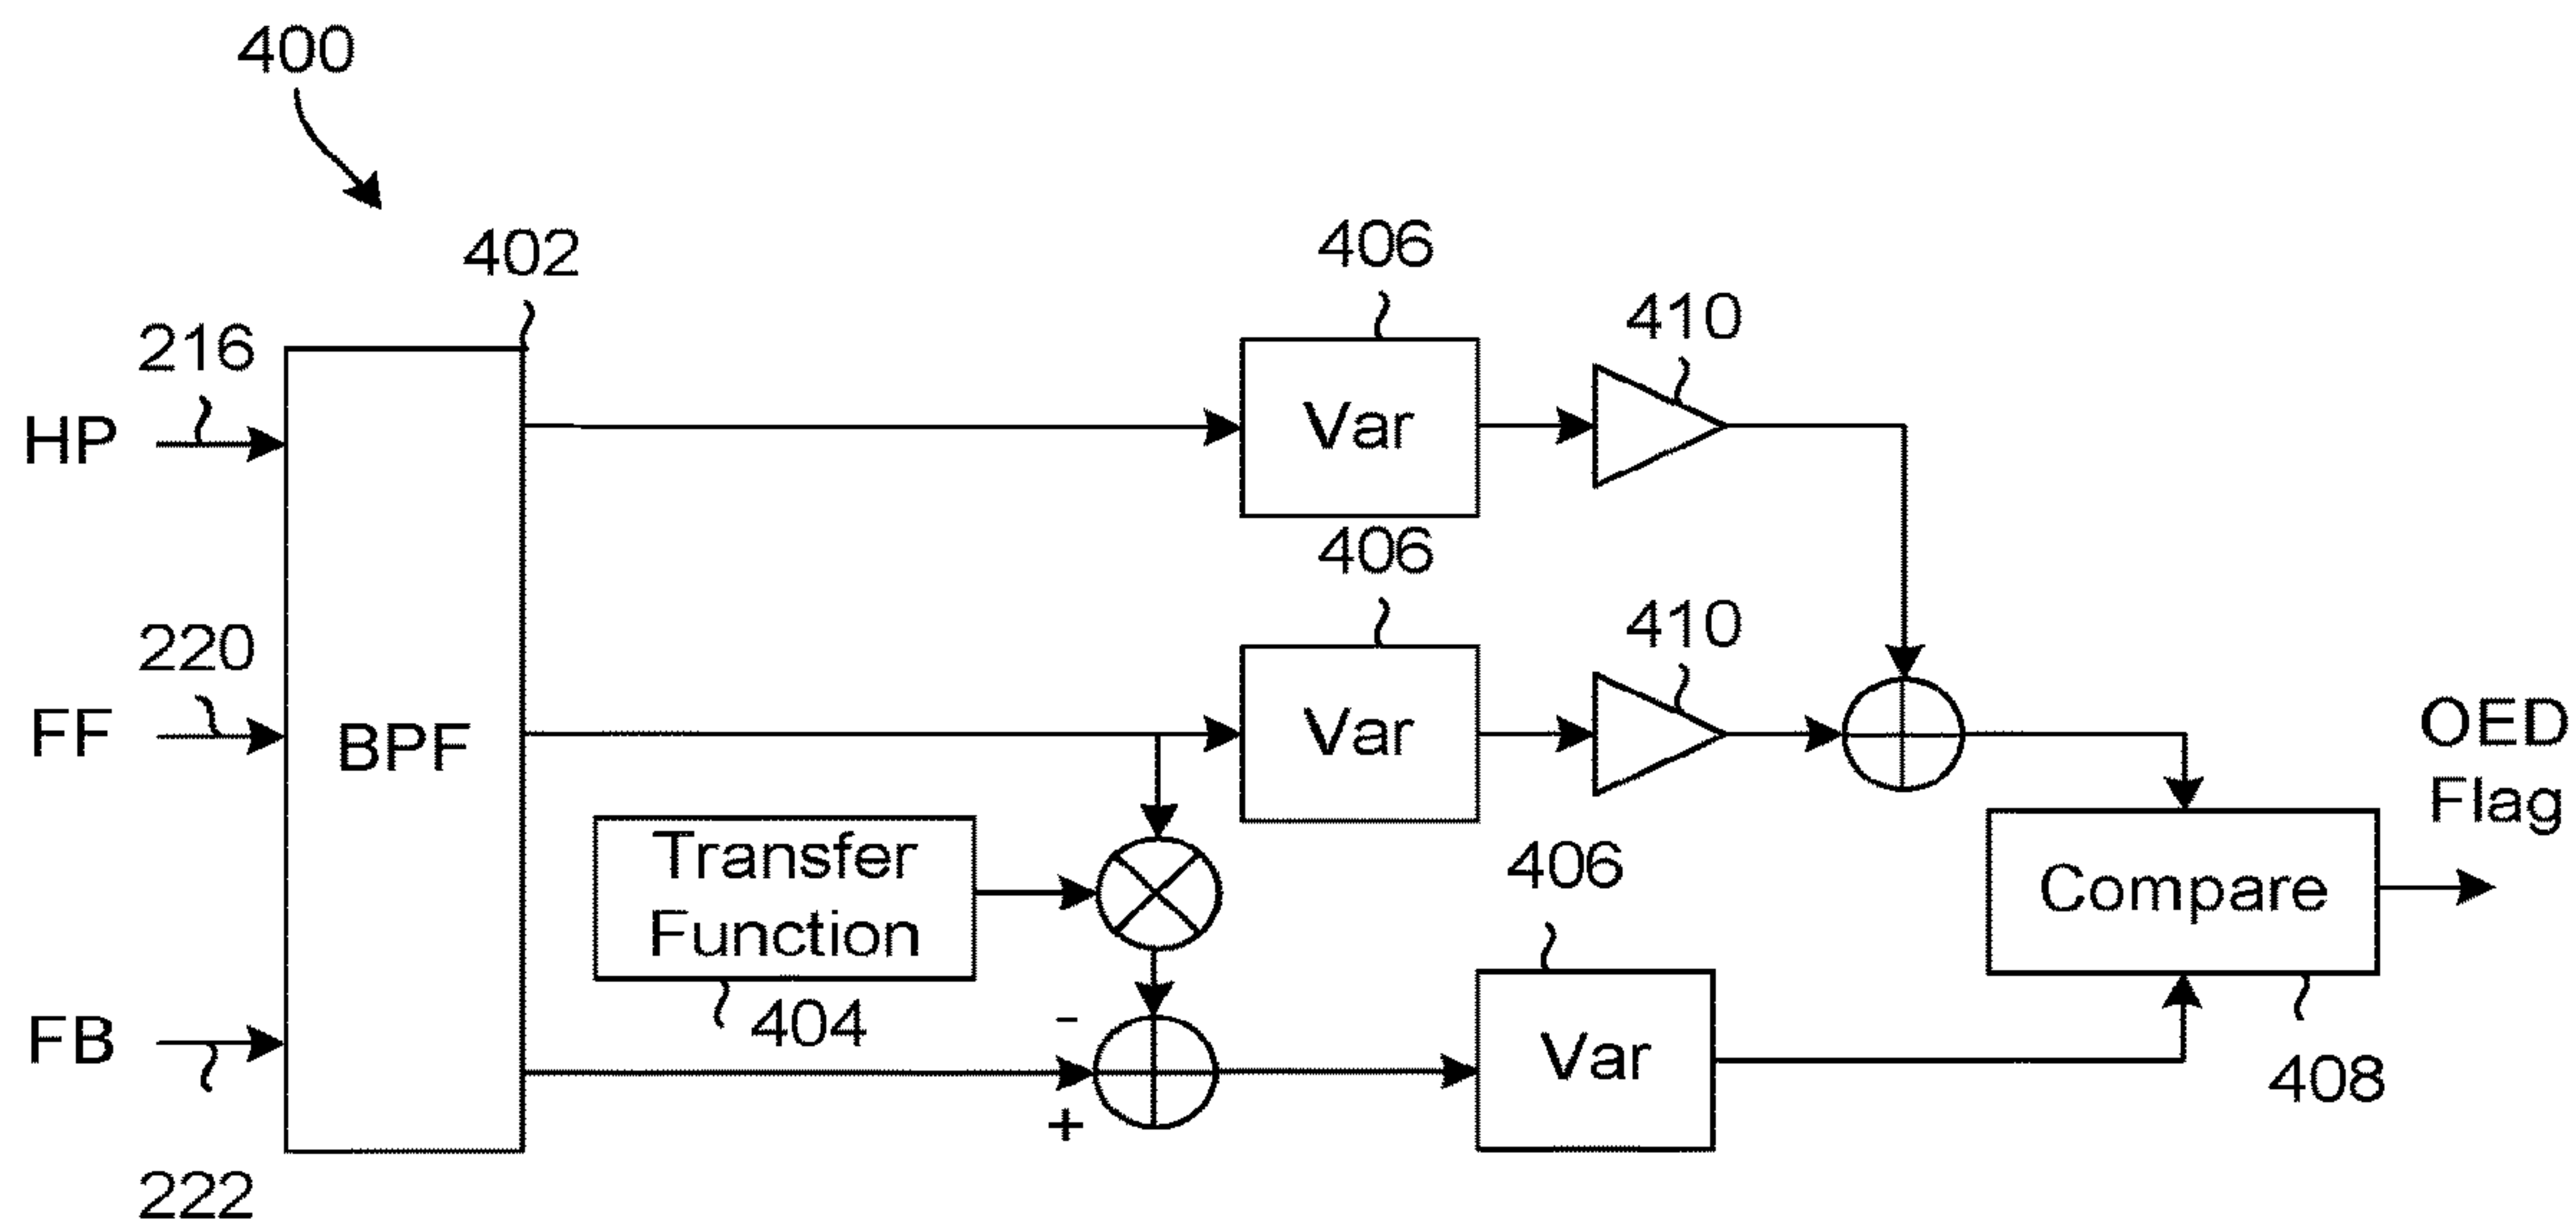 400
402
406
410
216
HP
Var
406
410
220
FF
BPF
Var
OED
Flag
Transfer
Function
406
Compare
404
-
FB
Var
+
408
222